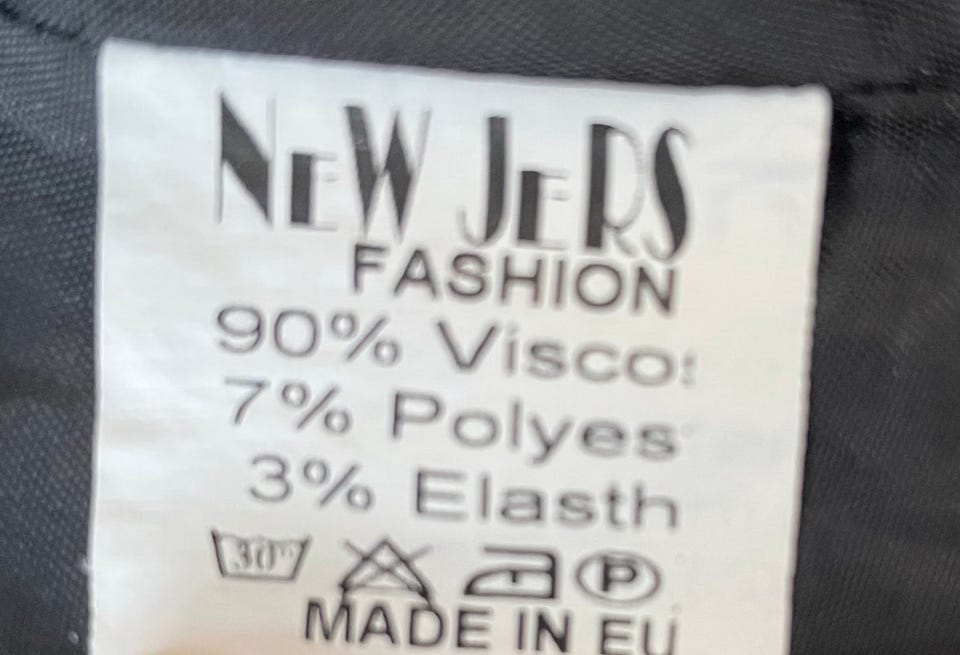 NEW JERS
FASHION
90% Visco
7% Polyes
3% Elasth
30°
P
MADE IN EU